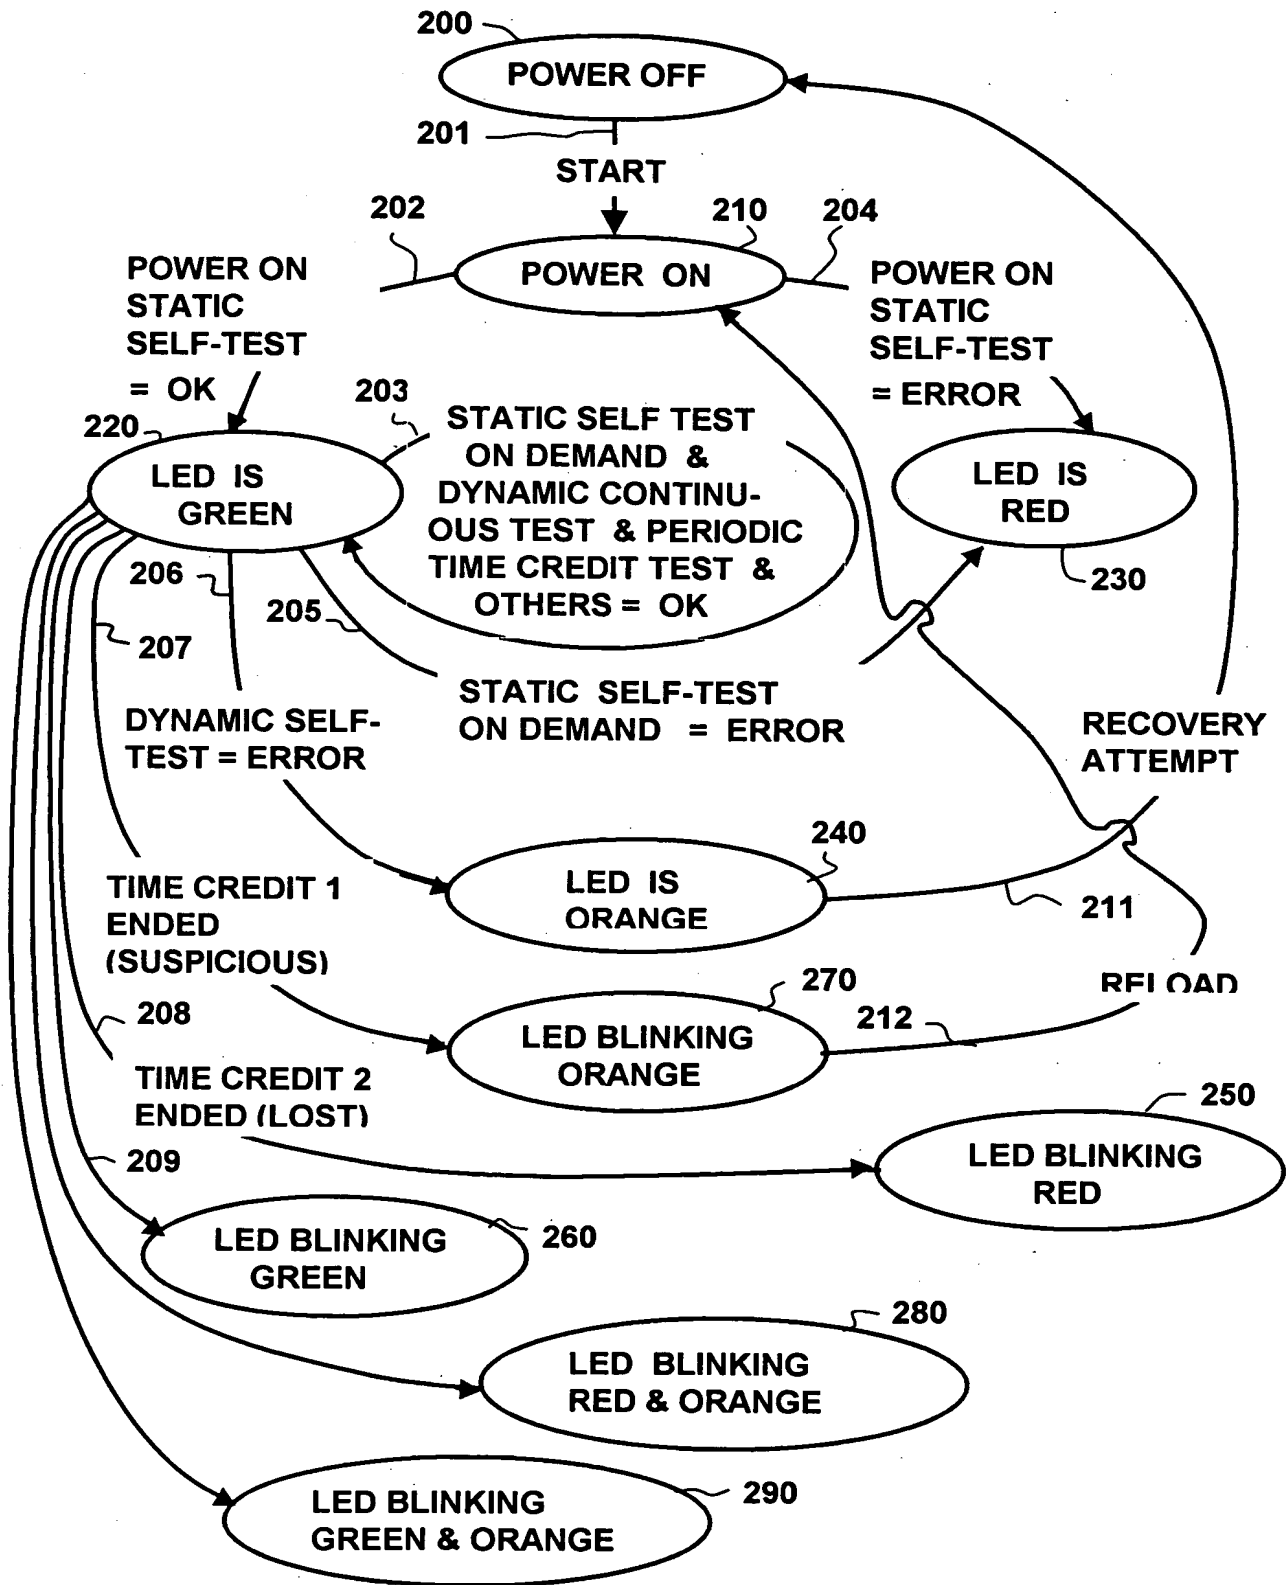 200
POWER OFF
201
START
202
210
204
POWER ON
STATIC
SELF-TEST
= OK
POWER ON
POWER ON
STATIC
SELF-TEST
= ERROR
203
220
LED IS
GREEN
STATIC SELF TEST
ON DEMAND &
DYNAMIC CONTINU-
OUS TEST & PERIODIC
TIME CREDIT TEST &
OTHERS = OK
LED IS
RED
230
206
205
207
STATIC SELF-TEST
ON DEMAND = ERROR
DYNAMIC SELF-
TEST = ERROR
RECOVERY
ATTEMPT
240
LED IS
ORANGE
211
TIME CREDIT 1
ENDED
(SUSPICIOUS)
270
LED BLINKING
ORANGE
212
RELOAD
208
TIME CREDIT 2
ENDED (LOST)
250
LED BLINKING
RED
209
260
LED BLINKING
GREEN
280
LED BLINKING
RED & ORANGE
290
LED BLINKING
GREEN & ORANGE